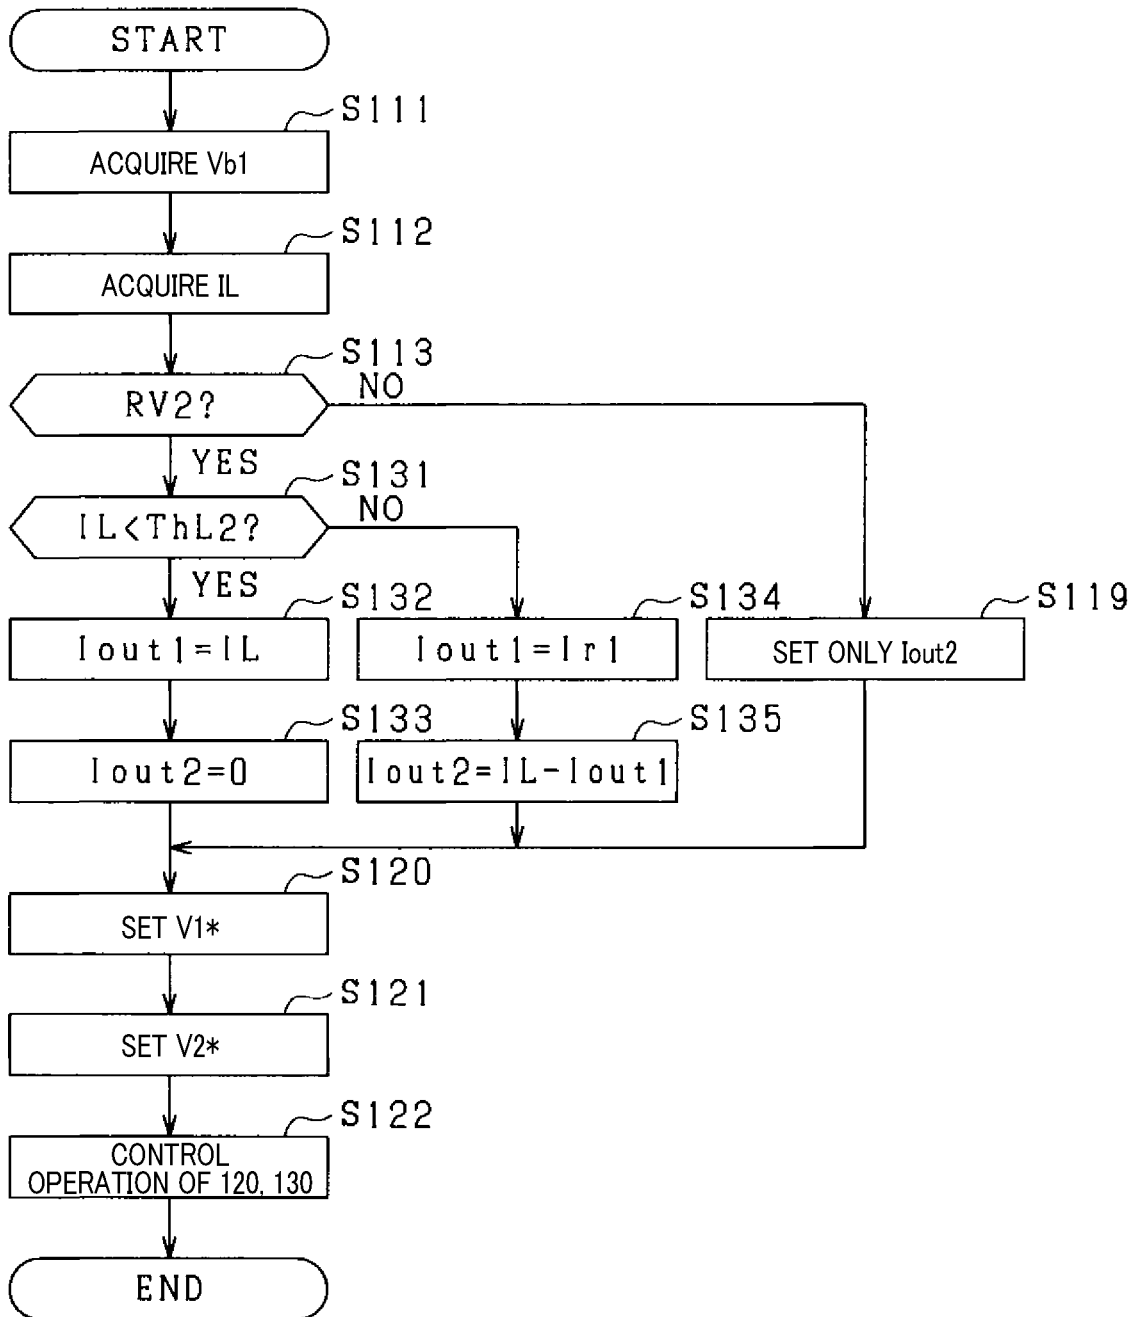 START
S111
ACQUIRE Vb1
S112
ACQUIRE IL
S113
RV2?
NO
YES
S131
IL<ThL2?
NO
YES
S132
Iout1=IL
S134
Iout1=Ir1
S119
SET ONLY Iout2
S133
Iout2=0
S135
Iout2=IL-Iout1
S120
SET V1*
S121
SET V2*
S122
CONTROL
OPERATION OF 120, 130
END